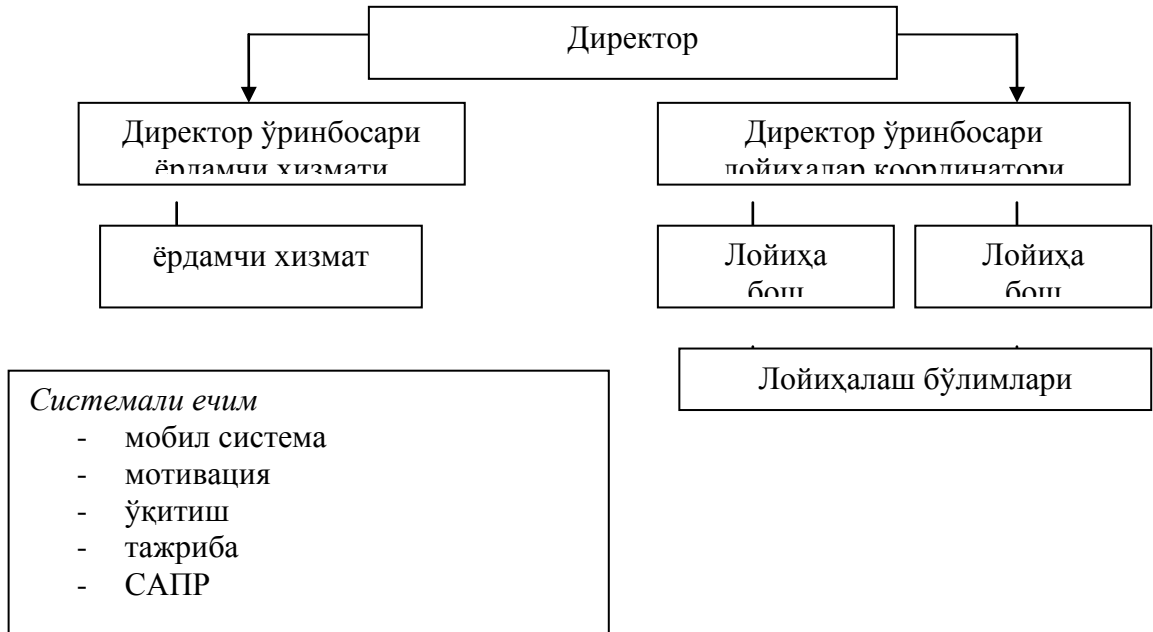 Директор
Директор ўринбосари
ёрдамчи хизмати
Директор ўринбосари
лойиҳалар координатори
ёрдамчи хизмат
Лойиҳа
бош
Лойиҳа
бош
Лойиҳалаш бўлимлари
Системали ечим
- мобил система
- мотивация
- ўқитиш
- тажриба
- САПР